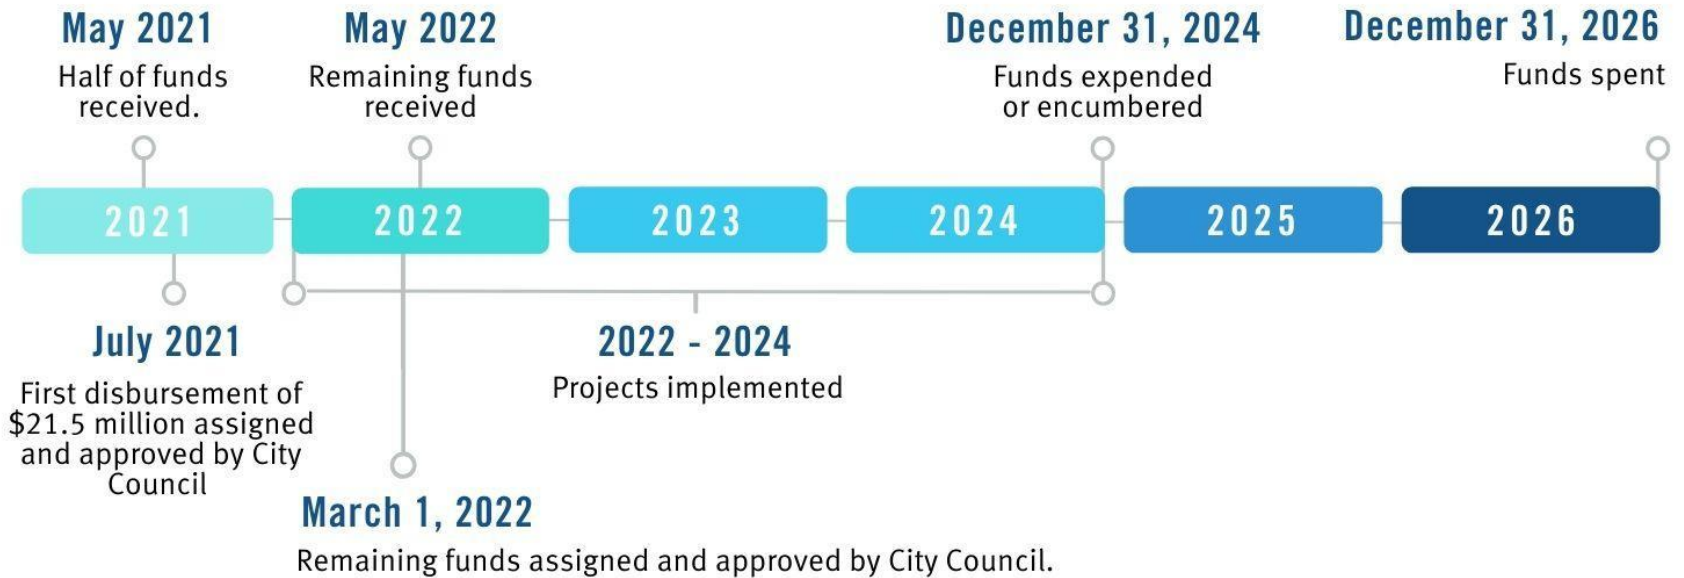 May 2021
Half of funds
received.
May 2022
Remaining funds
received
December 31, 2024
Funds expended
or encumbered
December 31, 2026
Funds spent
2021
2022
2023
2024
2025
2026
July 2021
First disbursement of
$21.5 million assigned
and approved by City
Council
2022 - 2024
Projects implemented
March 1, 2022
Remaining funds assigned and approved by City Council.